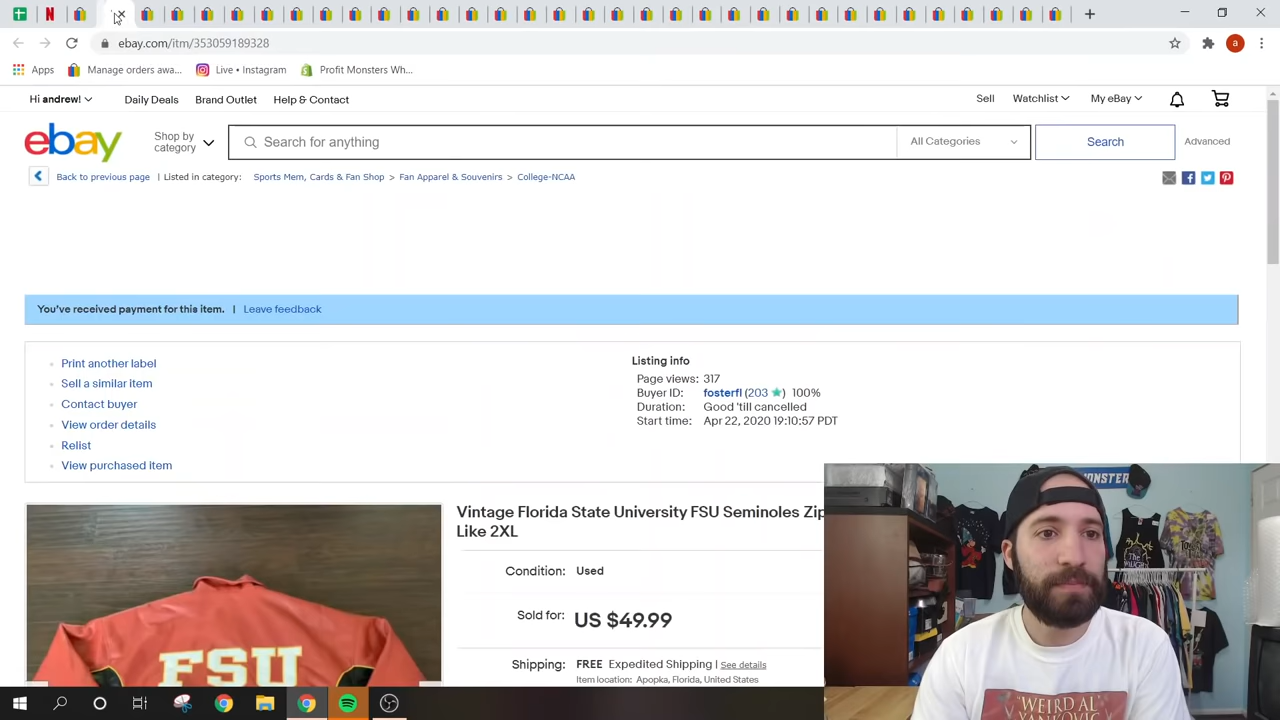 ebay.com/itm/353059189328
Apps
Manage orders awa...
Live • Instagram
Profit Monsters Wh...
Hi andrew!
Daily Deals
Brand Outlet
Help & Contact
Sell
Watchlist
My eBay
ebay
Shop by
category
Search for anything
All Categories
Search
Advanced
Back to previous page
| Listed in category:
Sports Mem, Cards & Fan Shop > Fan Apparel & Souvenirs > College-NCAA
You've received payment for this item. | Leave feedback
Print another label
Sell a similar item
Contact buyer
View order details
Relist
View purchased item
Listing info
Page views: 317
Buyer ID: fosterfl (203 ) 100%
Duration: Good 'till cancelled
Start time: Apr 22, 2020 19:10:57 PDT
Vintage Florida State University FSU Seminoles Zip
Like 2XL
Condition: Used
Sold for: US $49.99
Shipping: FREE Expedited Shipping | See details
Item location: Apopka, Florida, United States
FSU
MONSTER
"WEIRD AL"
YANKOVIC